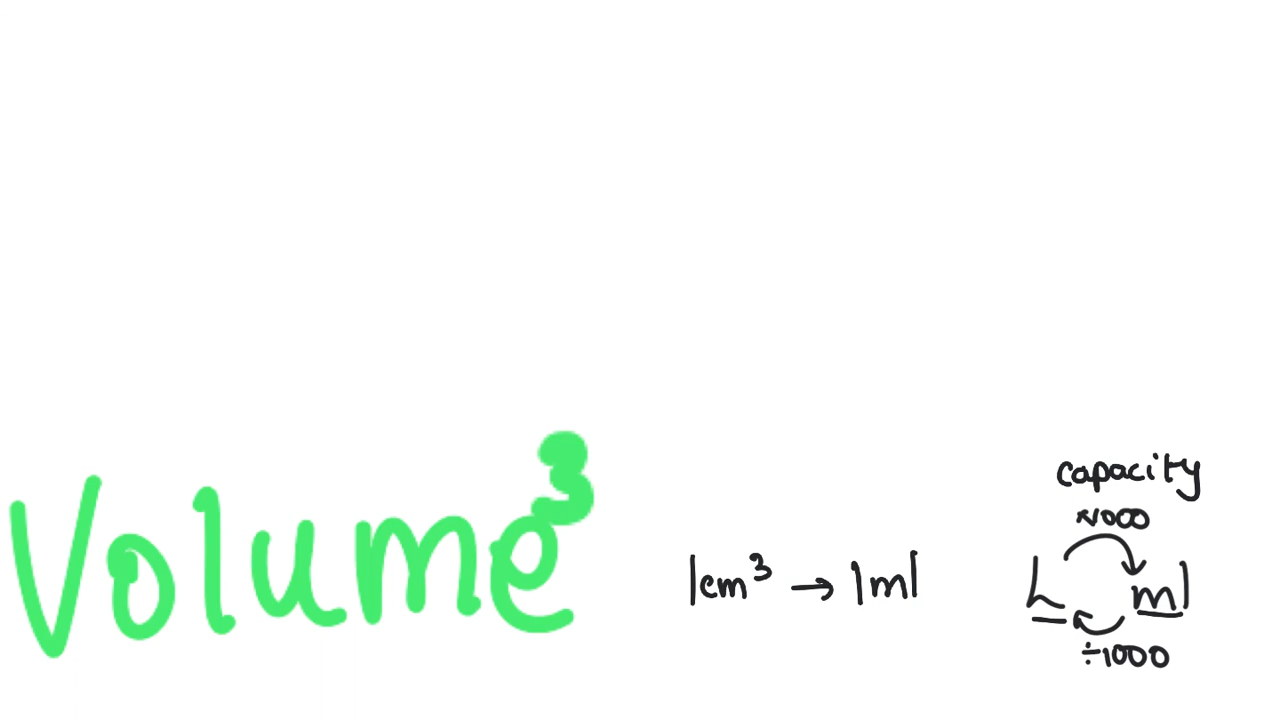 Volume³
1cm³ → 1ml
capacity
×1000
L ml
÷1000